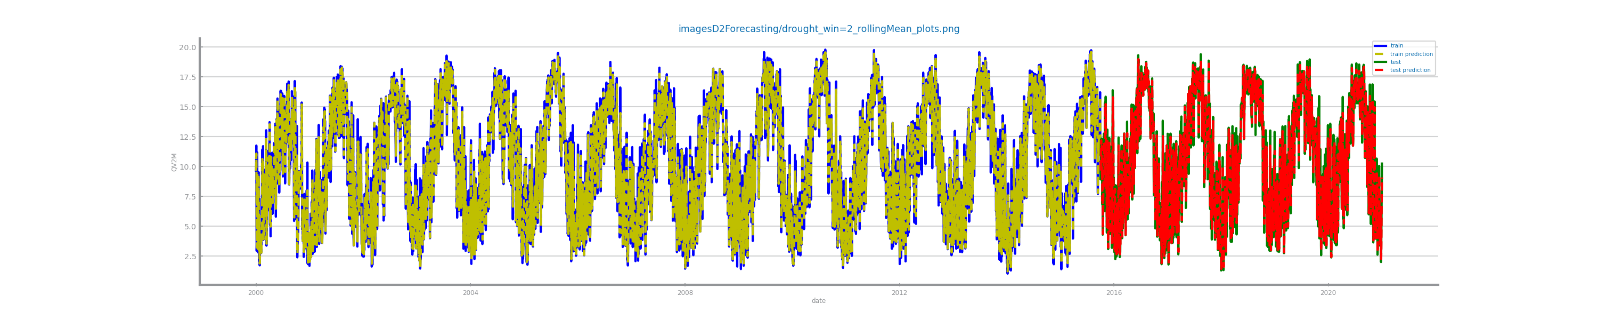 imagesD2Forecasting/drought_win=2_rollingMean_plots.png
train
train prediction
test
test prediction
20.0
17.5
15.0
12.5
10.0
7.5
5.0
2.5
QV2M
2000
2004
2008
2012
2016
2020
date